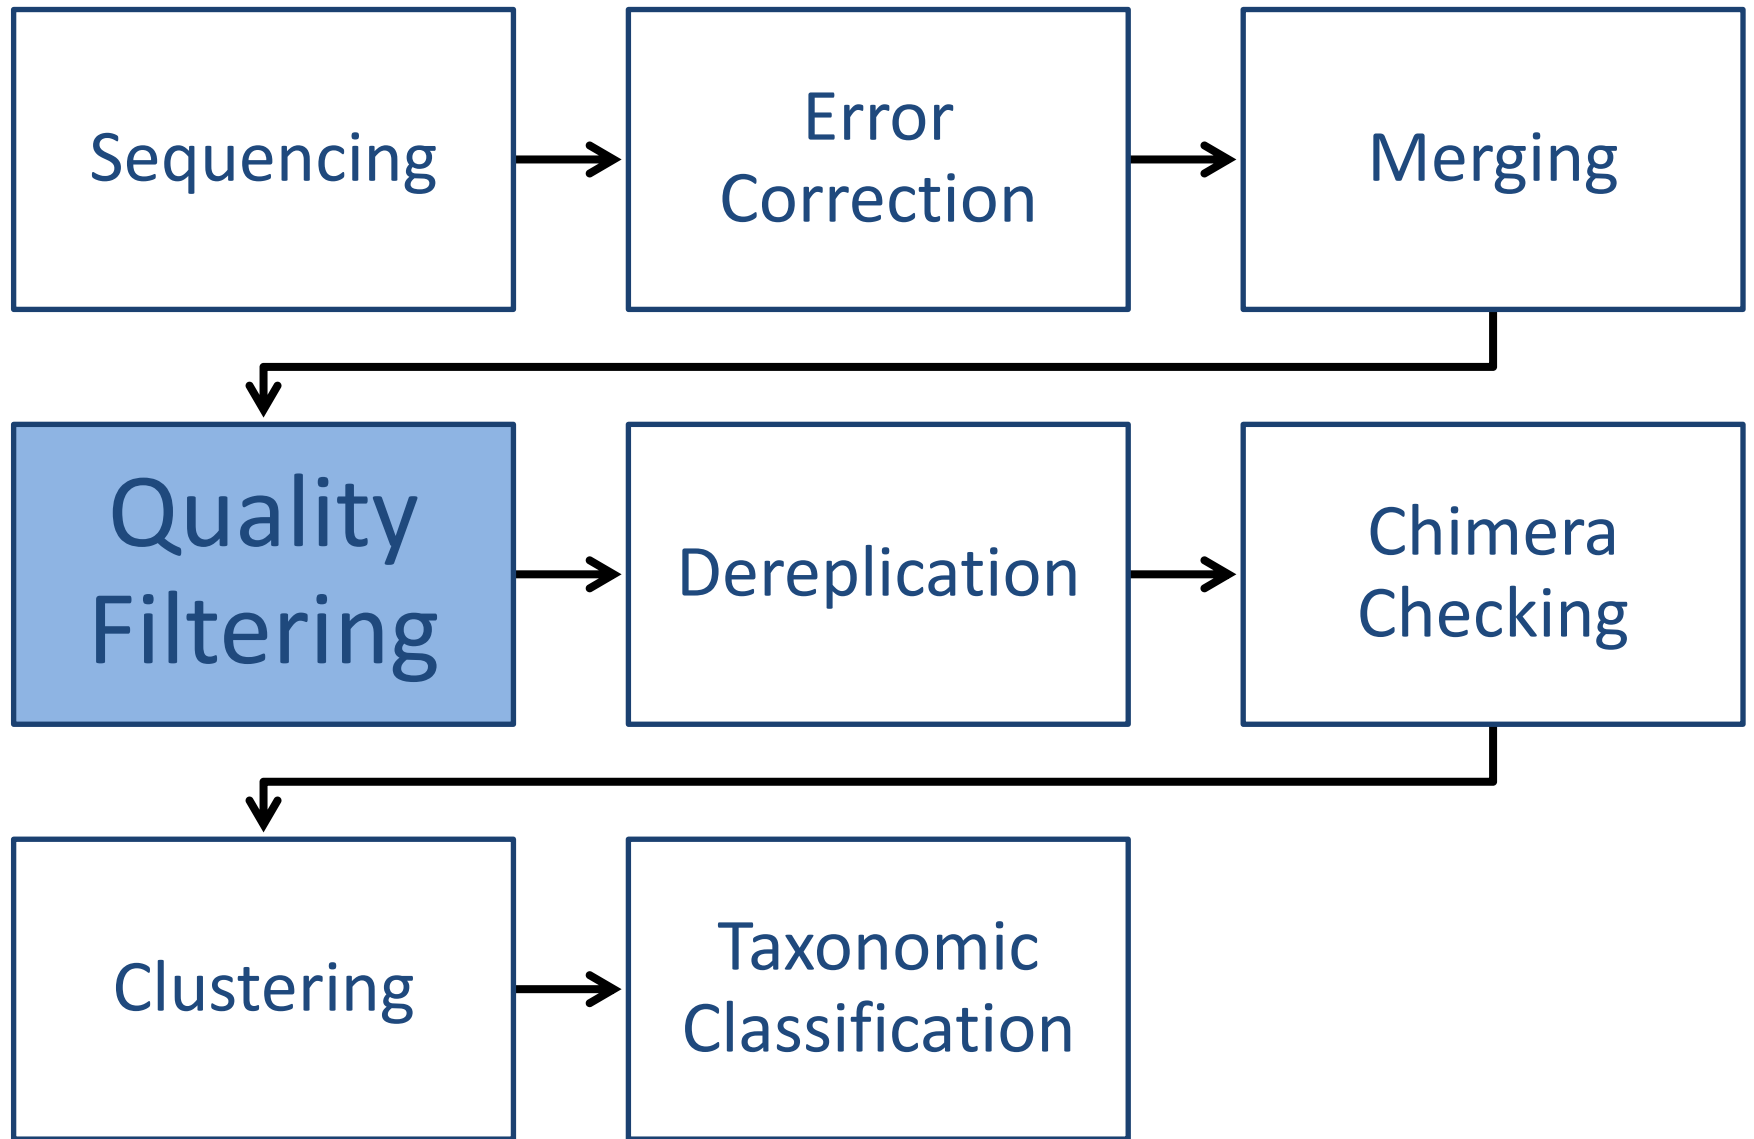 Sequencing
Error
Correction
Merging
Quality
Filtering
Dereplication
Chimera
Checking
Clustering
Taxonomic
Classification